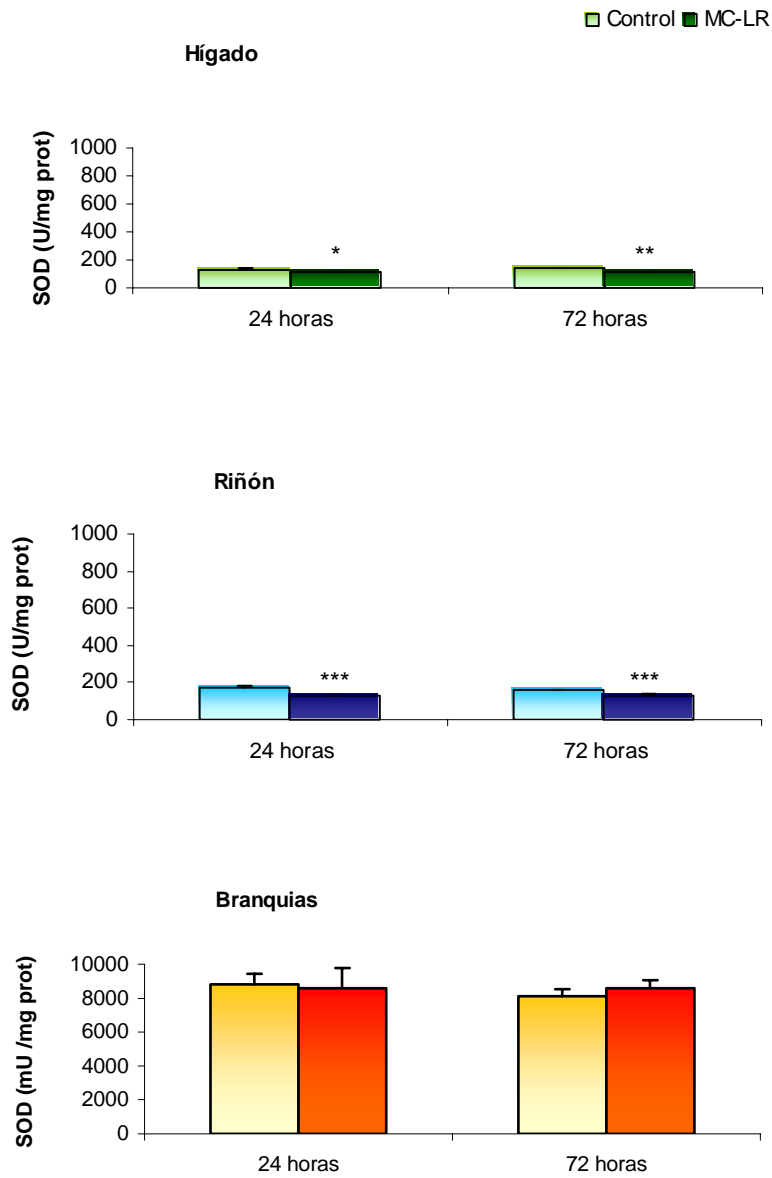 Control MC-LR
Hígado
SOD (U/mg prot)
1000
800
600
400
200
0
* **
24 horas 72 horas
Riñón
SOD (U/mg prot)
1000
800
600
400
200
0
*** ***
24 horas 72 horas
Branquias
SOD (mU /mg prot)
10000
8000
6000
4000
2000
0
24 horas 72 horas